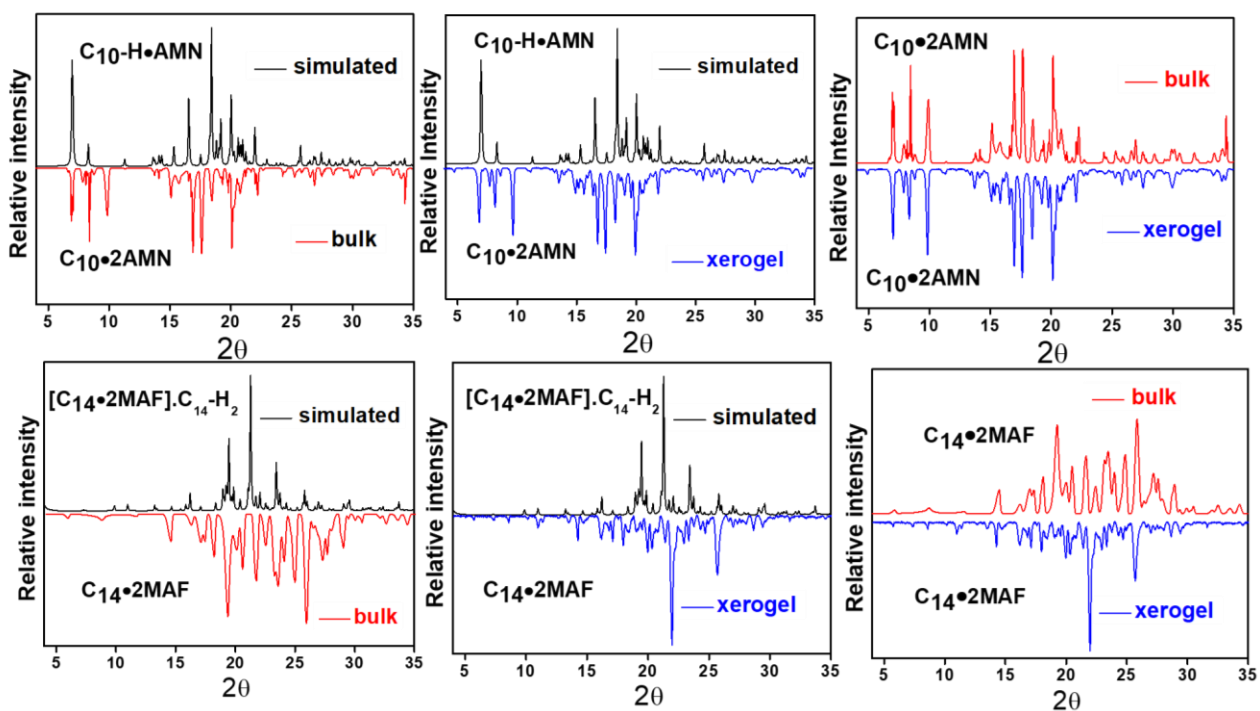 Relative intensity
C10-H•AMN
simulated
bulk
C10•2AMN
5 10 15 20 25 30 35
2θ
Relative intensity
C10-H•AMN
simulated
C10•2AMN
xerogel
5 10 15 20 25 30 35
2θ
Relative Intensity
C10•2AMN
bulk
xerogel
C10•2AMN
5 10 15 20 25 30 35
2θ
Relative intensity
[C14•2MAF].C14-H2
simulated
C14•2MAF
bulk
5 10 15 20 25 30 35
2θ
Relative intensity
[C14•2MAF].C14-H2
simulated
C14•2MAF
xerogel
5 10 15 20 25 30 35
2θ
Relative intensity
bulk
C14•2MAF
C14•2MAF
xerogel
5 10 15 20 25 30 35
2θ